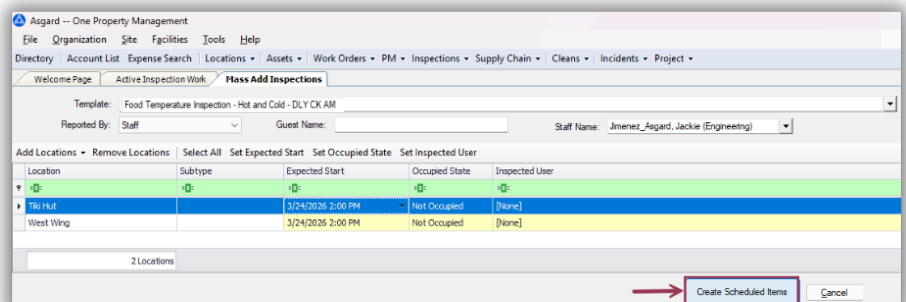 Asgard -- One Property Management
File Organization Site Facilities Tools Help
Directory Account List Expense Search Locations Assets Work Orders PM Inspections Supply Chain Cleans Incidents Project
Welcome Page Active Inspection Work Mass Add Inspections
Template: Food Temperature Inspection - Hot and Cold - DLY CK AM
Reported By: Staff Guest Name: Staff Name: Jimenez_Asgard, Jackie (Engineering)
Add Locations Remove Locations Select All Set Expected Start Set Occupied State Set Inspected User
Location Subtype Expected Start Occupied State Inspected User
Tiki Hut 3/24/2026 2:00 PM Not Occupied [None]
West Wing 3/24/2026 2:00 PM Not Occupied [None]
2 Locations
Create Scheduled Items Cancel